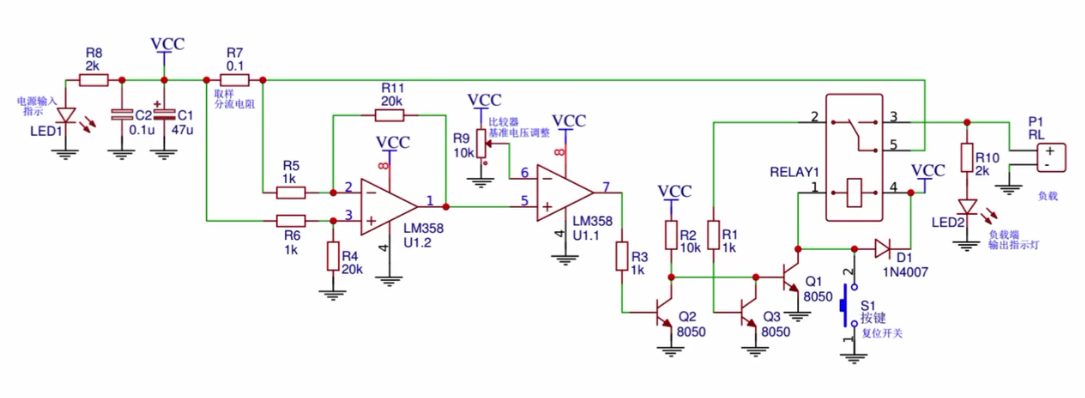 VCC
R8
2k
R7
0.1
取样
分流电阻
电源输入
指示
LED1
C2
0.1u
C1
47u
+
R11
20k
VCC
8
R5
1k
2
3
1
4
LM358
U1.2
R6
1k
R4
20k
VCC
比较器
基准电压调整
R9
10k
VCC
8
6
5
7
4
LM358
U1.1
R3
1k
VCC
R2
10k
R1
1k
Q2
8050
Q3
8050
Q1
8050
RELAY1
2
3
5
1
4
VCC
D1
1N4007
2
S1
按键
复位开关
1
R10
2k
LED2
负载端
输出指示灯
P1
RL
+
-
负载